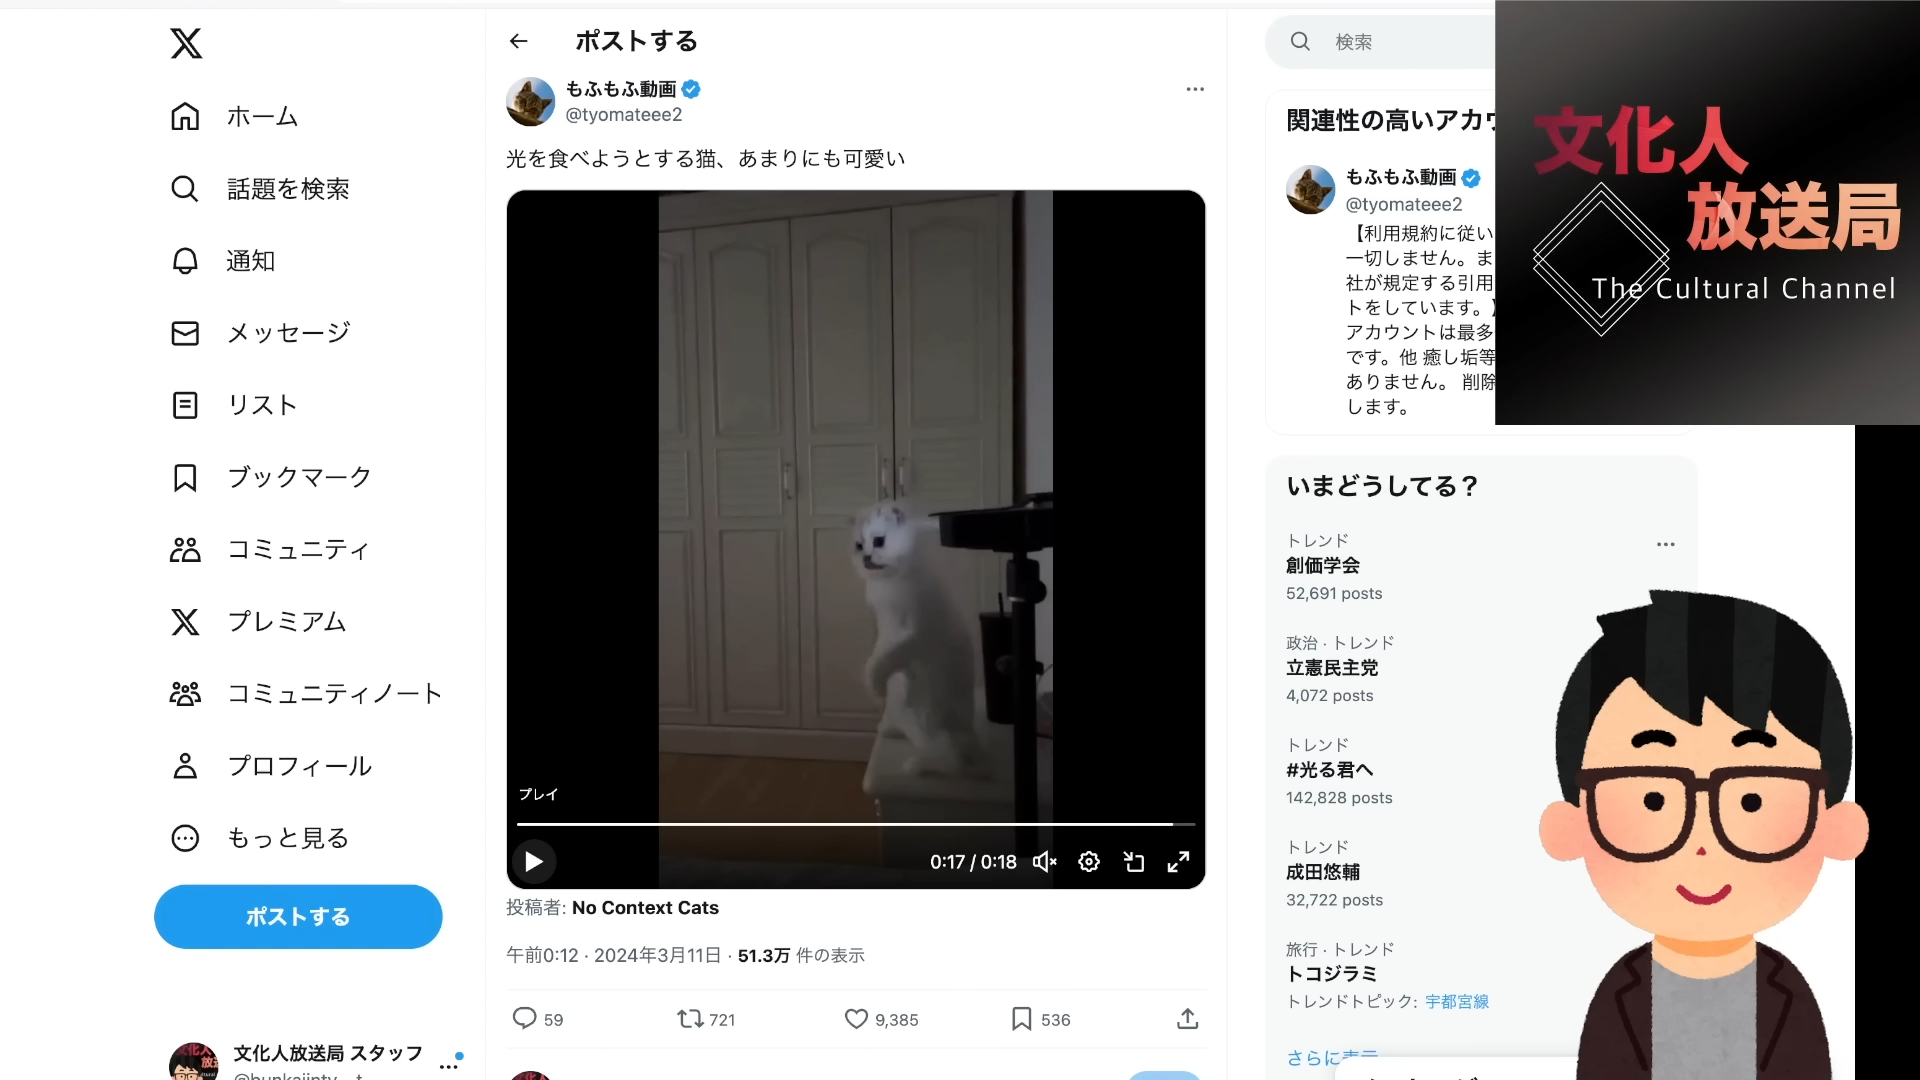 ホーム
話題を検索
通知
メッセージ
リスト
ブックマーク
コミュニティ
プレミアム
コミュニティノート
プロフィール
もっと見る
ポストする
文化人放送局 スタッフ
ポストする
もふもふ動画
@tyomateee2
光を食べようとする猫、あまりにも可愛い
プレイ
0:17 / 0:18
投稿者: No Context Cats
午前0:12 · 2024年3月11日 · 51.3万 件の表示
59
721
9,385
536
検索
関連性の高いアカウ
もふもふ動画
@tyomateee2
【利用規約に従い
一切しません。ま
社が規定する引用
トをしています。】
アカウントは最多
です。他 癒し垢等
ありません。 削除
します。
いまどうしてる？
トレンド
創価学会
52,691 posts
政治 · トレンド
立憲民主党
4,072 posts
トレンド
#光る君へ
142,828 posts
トレンド
成田悠輔
32,722 posts
旅行 · トレンド
トコジラミ
トレンドトピック: 宇都宮線
さらに表示
文化人
放送局
The Cultural Channel